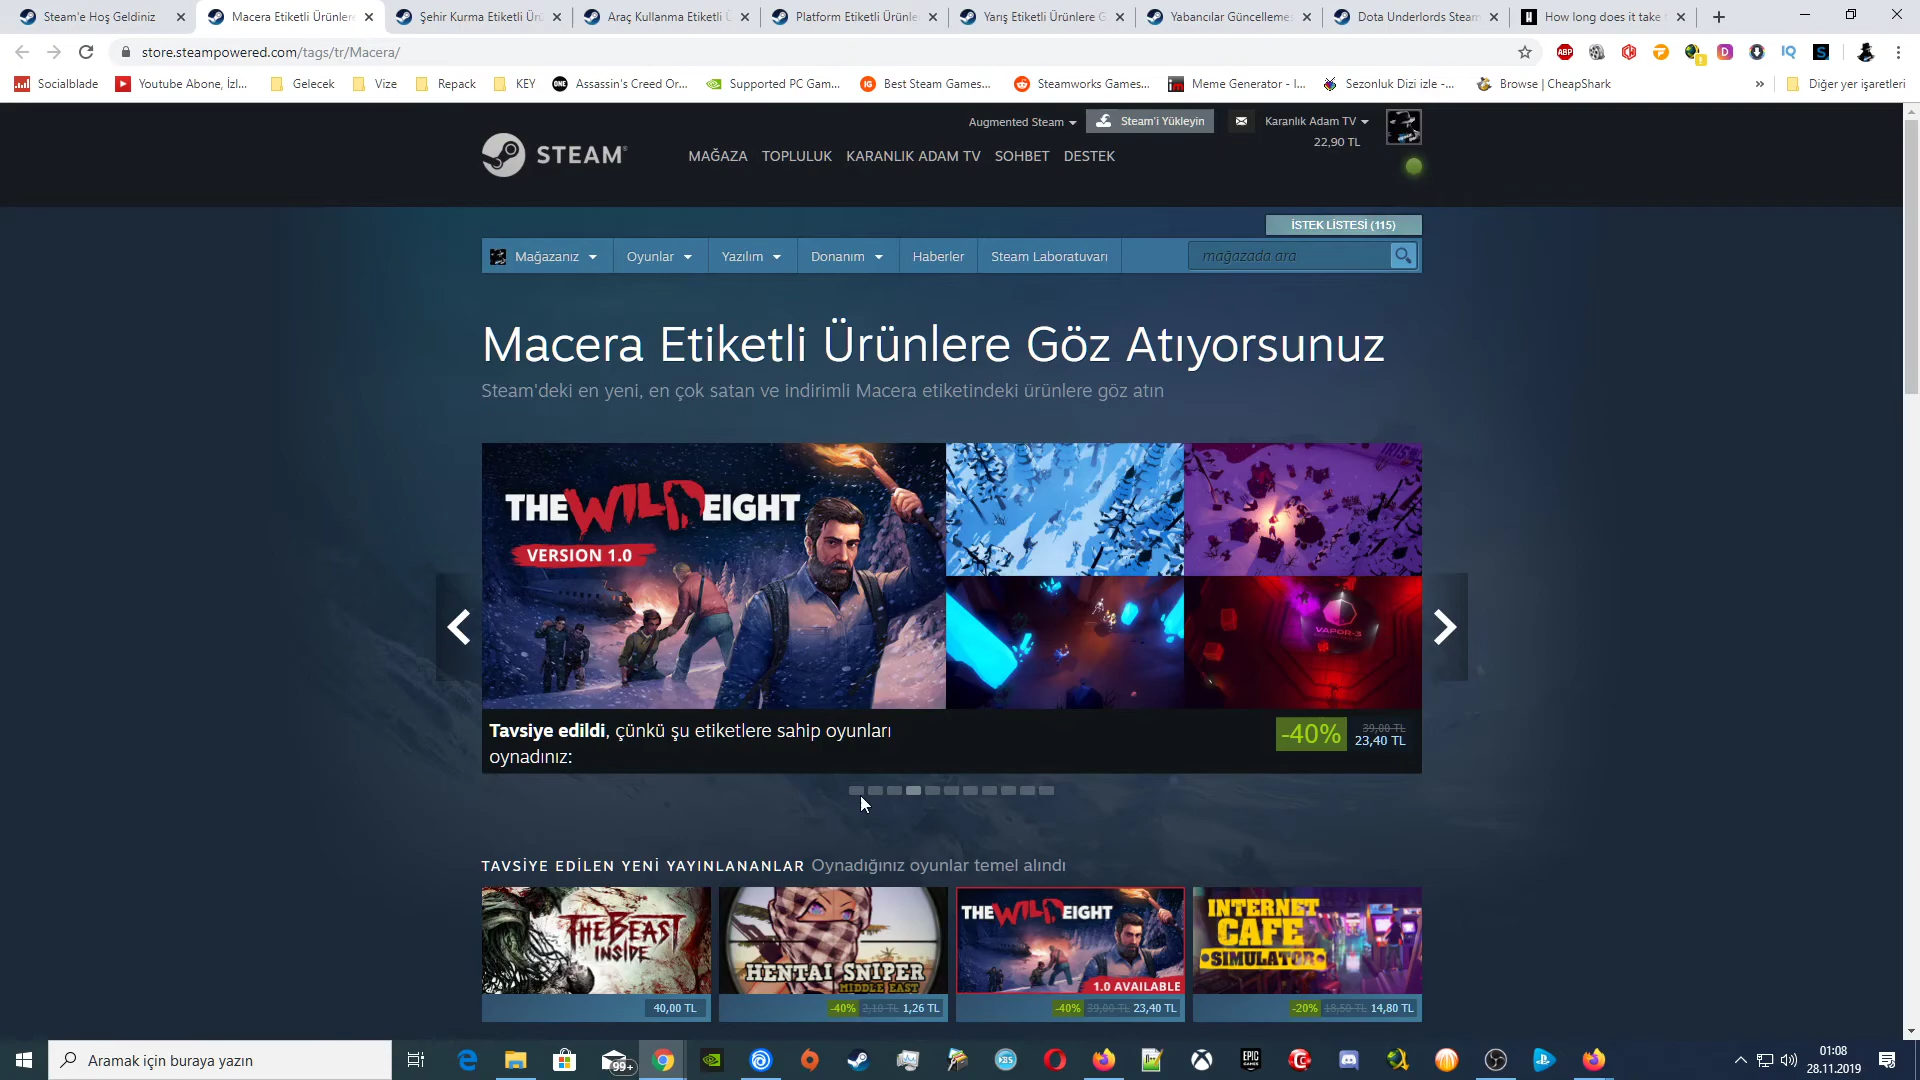 Steam'e Hoş Geldiniz
Macera Etiketli Ürünlere
Şehir Kurma Etiketli Ürü
Araç Kullanma Etiketli Ü
Platform Etiketli Ürünle
Yarış Etiketli Ürünlere G
Yabancılar Güncellemes
Dota Underlords Steam
How long does it take
store.steampowered.com/tags/tr/Macera/
Socialblade
Youtube Abone, İzl...
Gelecek
Vize
Repack
KEY
Assassin's Creed Or...
Supported PC Gam...
Best Steam Games...
Steamworks Games...
Meme Generator - I...
Sezonluk Dizi izle -...
Browse | CheapShark
Diğer yer işaretleri
Augmented Steam
Steam'i Yükleyin
Karanlık Adam TV
22,90 TL
STEAM
MAĞAZA
TOPLULUK
KARANLIK ADAM TV
SOHBET
DESTEK
İSTEK LİSTESİ (115)
Mağazanız
Oyunlar
Yazılım
Donanım
Haberler
Steam Laboratuvarı
mağazada ara
Macera Etiketli Ürünlere Göz Atıyorsunuz
Steam'deki en yeni, en çok satan ve indirimli Macera etiketindeki ürünlere göz atın
THE WILD EIGHT
VERSION 1.0
VAPOR-3
Tavsiye edildi, çünkü şu etiketlere sahip oyunları
oynadınız:
-40%
39,00 TL
23,40 TL
TAVSİYE EDİLEN YENİ YAYINLANANLAR Oynadığınız oyunlar temel alındı
THE BEAST
INSIDE
40,00 TL
HENTAI SNIPER
MIDDLE EAST
-40% 2,10 TL 1,26 TL
THE WILD EIGHT
1.0 AVAILABLE
-40% 39,00 TL 23,40 TL
INTERNET
CAFE
SIMULATOR
-20% 18,50 TL 14,80 TL
Aramak için buraya yazın
99+
01:08
28.11.2019